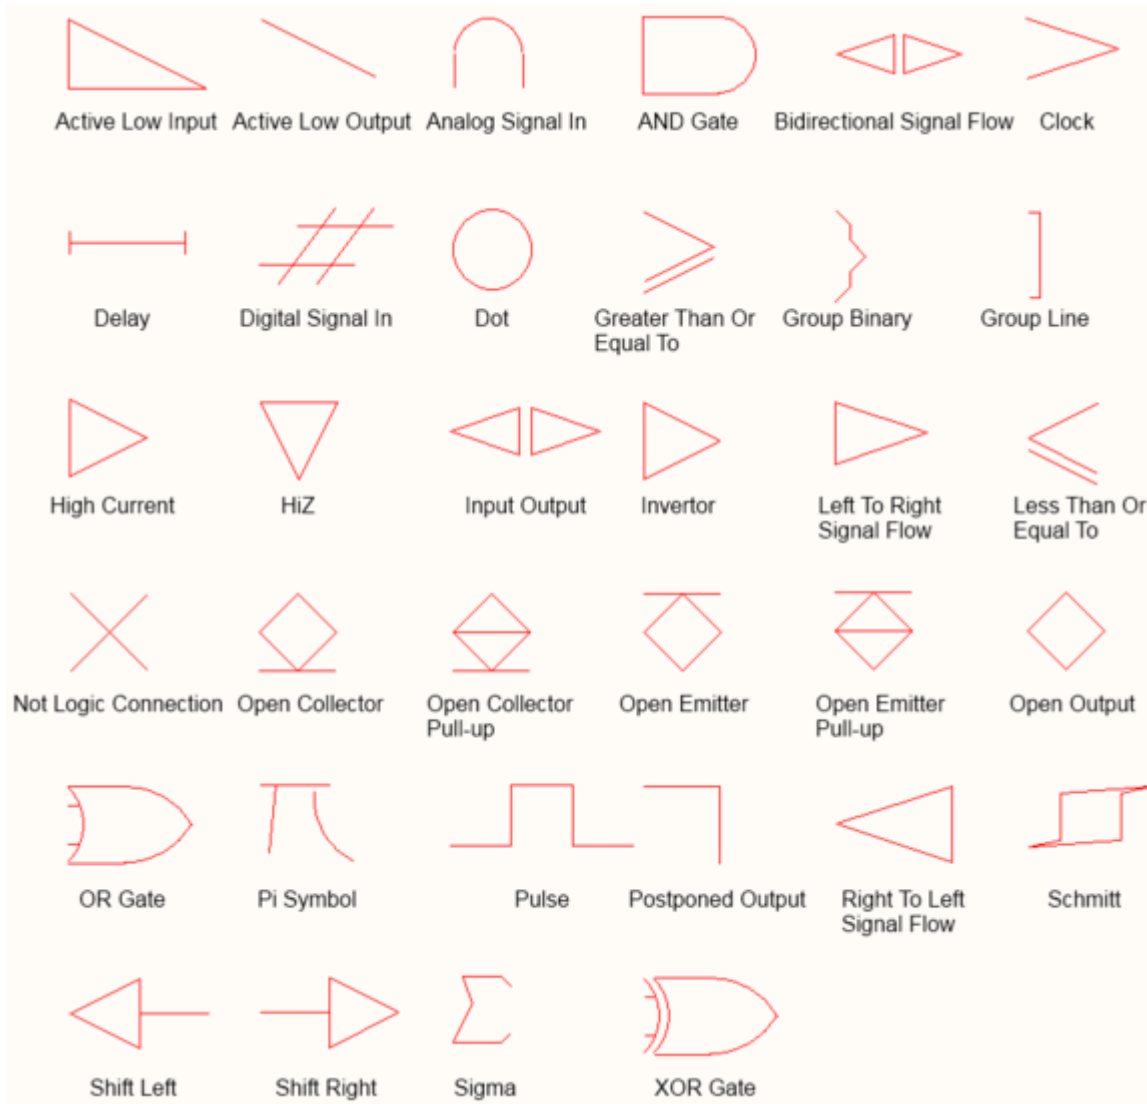 Active Low Input
Active Low Output
Analog Signal In
AND Gate
Bidirectional Signal Flow
Clock
Delay
Digital Signal In
Dot
Greater Than Or
Equal To
Group Binary
Group Line
High Current
HiZ
Input Output
Invertor
Left To Right
Signal Flow
Less Than Or
Equal To
Not Logic Connection
Open Collector
Open Collector
Pull-up
Open Emitter
Open Emitter
Pull-up
Open Output
OR Gate
Pi Symbol
Pulse
Postponed Output
Right To Left
Signal Flow
Schmitt
Shift Left
Shift Right
Sigma
XOR Gate